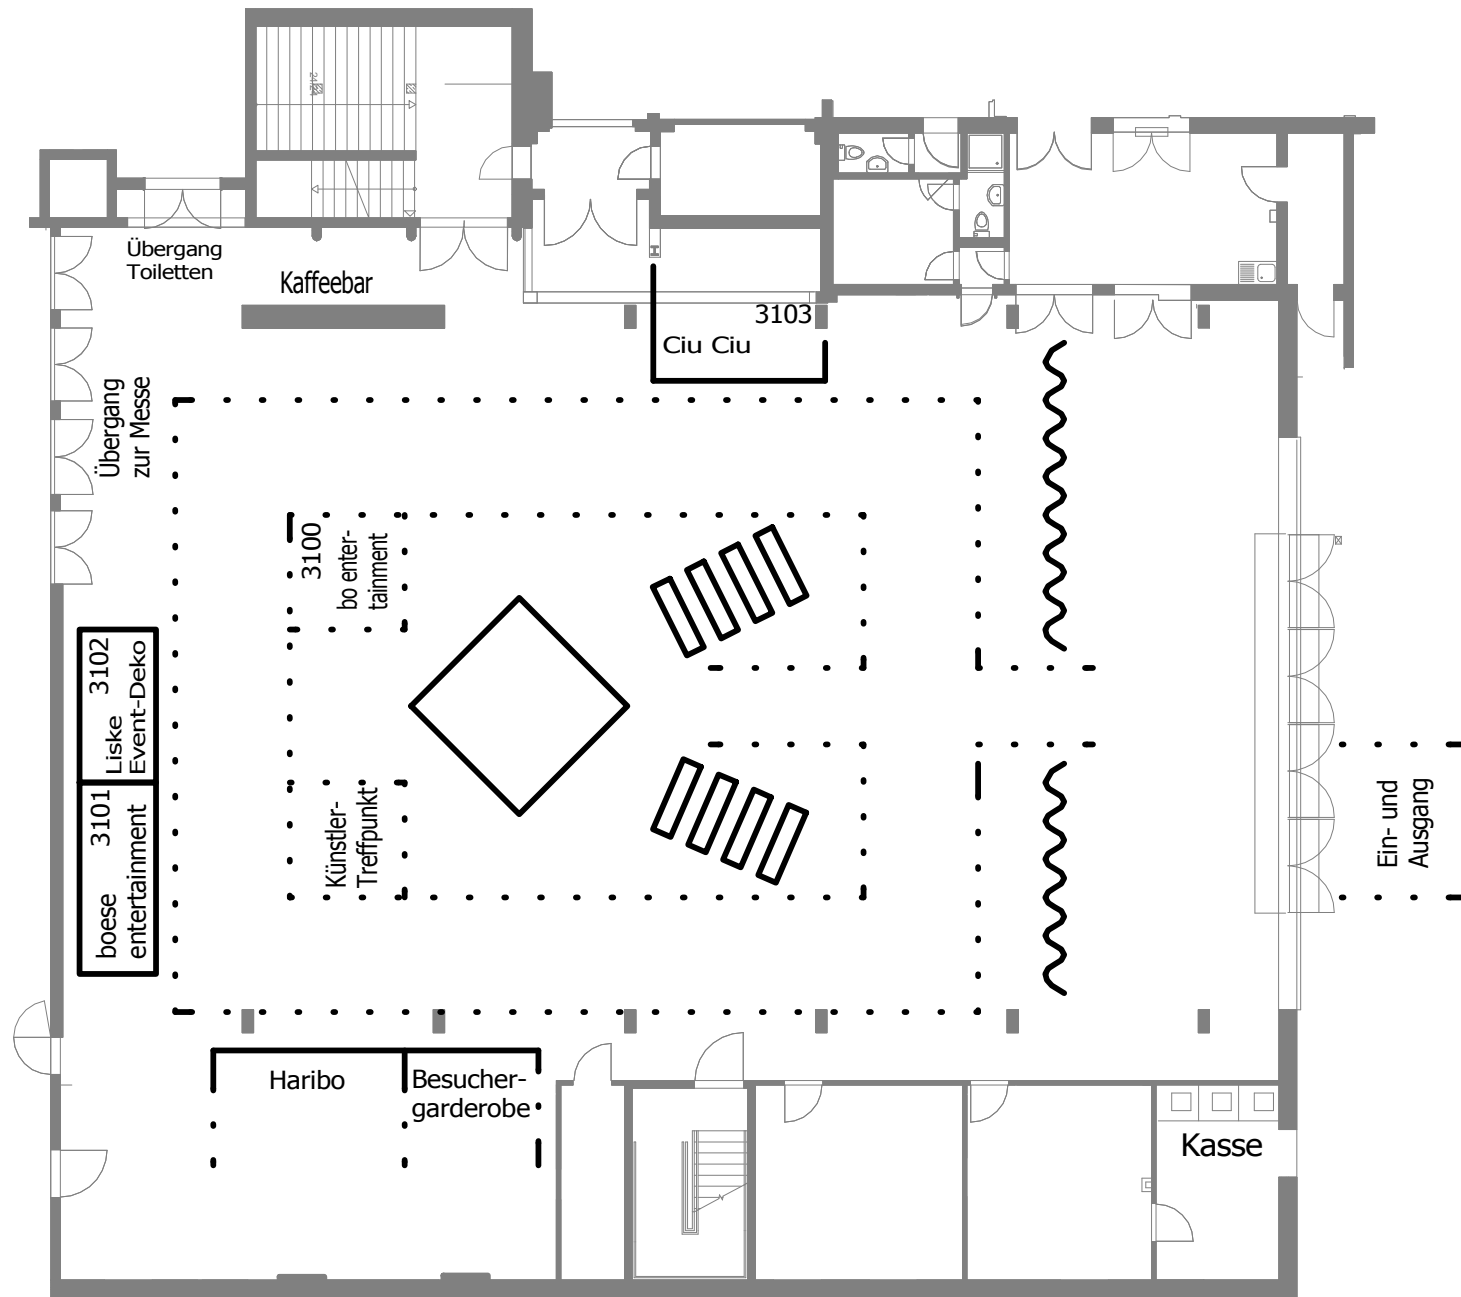 Übergang
Toiletten
Kaffeebar
3103
Ciu Ciu
Übergang
zur Messe
3100
bo enter-
tainment
3102
Liske
Event-Deko
3101
boese
entertainment
Künstler-
Treffpunkt
Ein- und
Ausgang
Haribo
Besucher-
garderobe
Kasse